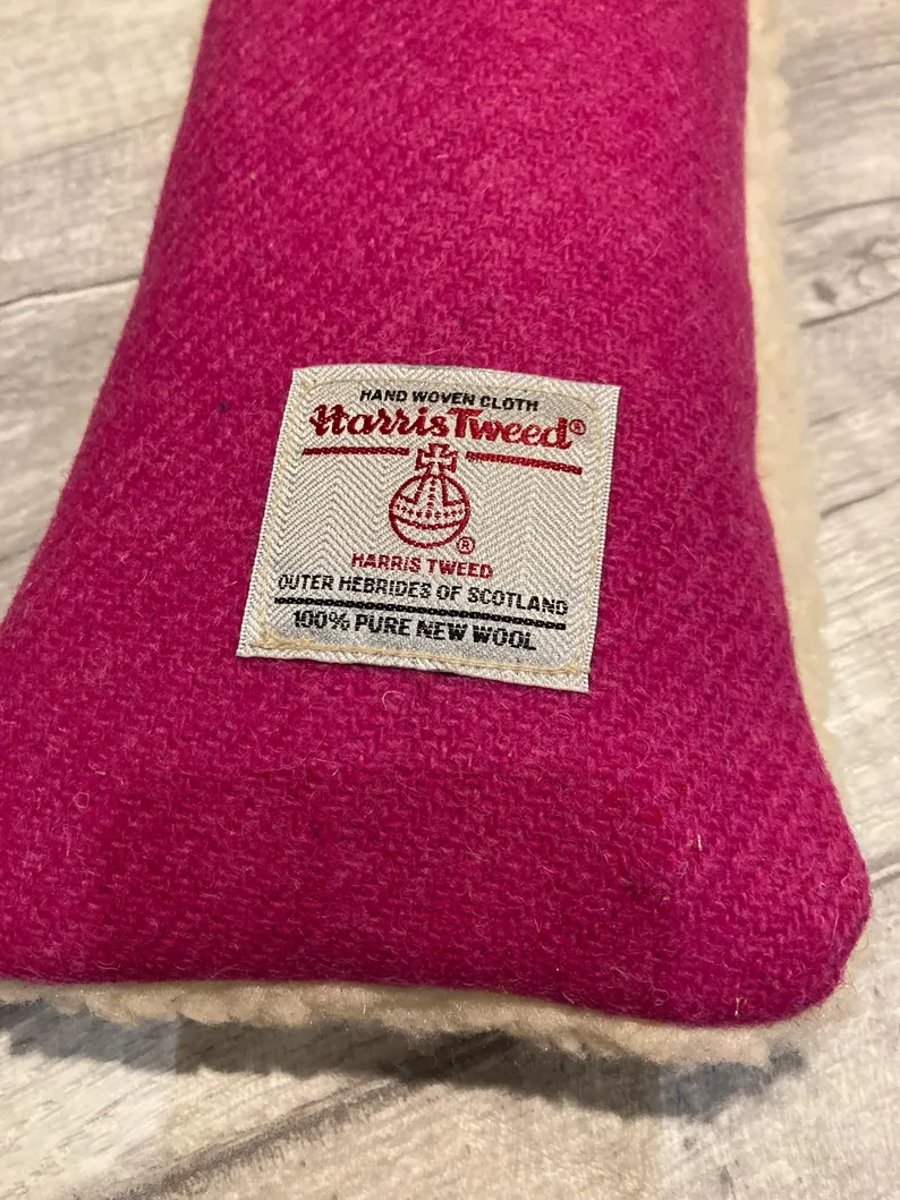 HAND WOVEN CLOTH
Harris Tweed®
®
HARRIS TWEED
OUTER HEBRIDES OF SCOTLAND
100% PURE NEW WOOL